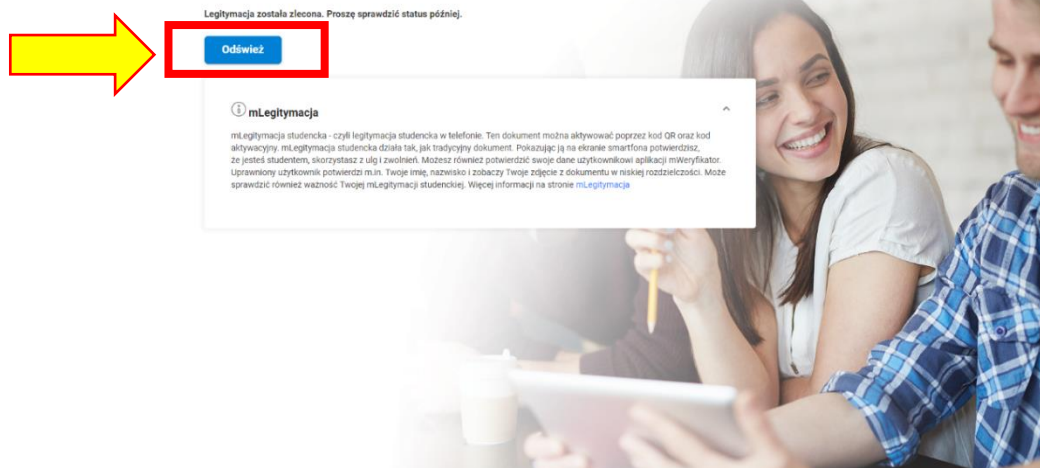 Legitymacja została zlecona. Proszę sprawdzić status później.
Odśwież
mLegitymacja
mLegitymacja studencka - czyli legitymacja studencka w telefonie. Ten dokument można aktywować poprzez kod QR oraz kod
aktywacyjny. mLegitymacja studencka działa tak, jak tradycyjny dokument. Pokazując ją na ekranie smartfona potwierdzisz,
że jesteś studentem, skorzystasz z ulg i zwolnień. Możesz również potwierdzić swoje dane użytkownikowi aplikacji mWeryfikator.
Uprawniony użytkownik potwierdzi m.in. Twoje imię, nazwisko i zobaczy Twoje zdjęcie z dokumentu w niskiej rozdzielczości. Może
sprawdzić również ważność Twojej mLegitymacji studenckiej. Więcej informacji na stronie mLegitymacja